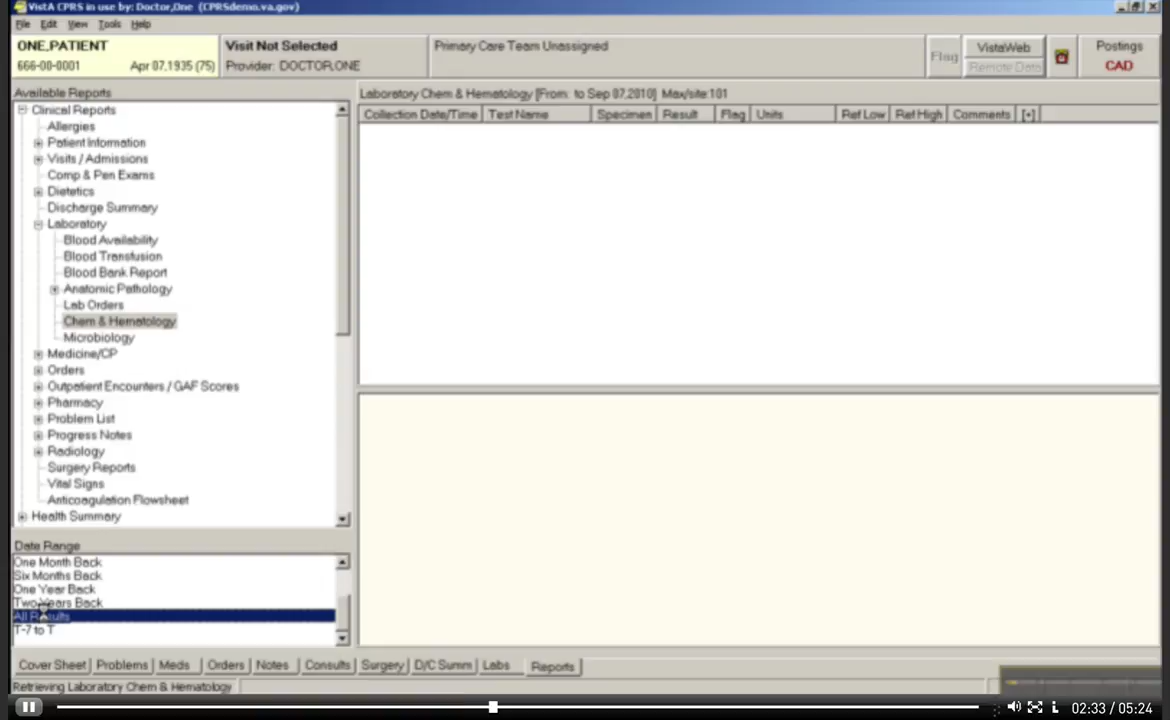 VistA CPRS in use by: Doctor,One (CPRSdemo.va.gov)
File Edit View Tools Help
ONE,PATIENT
666-00-0001 Apr 07,1935 (75)
Visit Not Selected
Provider: DOCTOR,ONE
Primary Care Team Unassigned
Flag
VistaWeb
Remote Data
Postings
CAD
Available Reports
Clinical Reports
Allergies
Patient Information
Visits / Admissions
Comp & Pen Exams
Dietetics
Discharge Summary
Laboratory
Blood Availability
Blood Transfusion
Blood Bank Report
Anatomic Pathology
Lab Orders
Chem & Hematology
Microbiology
Medicine/CP
Orders
Outpatient Encounters / GAF Scores
Pharmacy
Problem List
Progress Notes
Radiology
Surgery Reports
Vital Signs
Anticoagulation Flowsheet
Health Summary
Laboratory Chem & Hematology [From: to Sep 07,2010] Max/site:101
Collection Date/Time Test Name Specimen Result Flag Units Ref Low Ref High Comments [+]
Date Range
One Month Back
Six Months Back
One Year Back
Two Years Back
All Results
T-7 to T
Cover Sheet Problems Meds Orders Notes Consults Surgery D/C Summ Labs Reports
Retrieving Laboratory Chem & Hematology
02:33 / 05:24